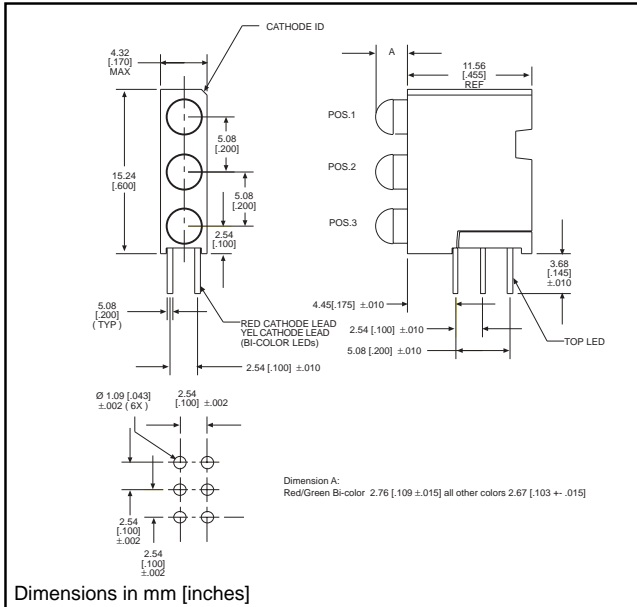 CATHODE ID
4.32
[.170]
MAX
15.24
[.600]
5.08
[.200]
5.08
[.200]
2.54
[.100]
5.08
[.200]
( TYP )
RED CATHODE LEAD
YEL CATHODE LEAD
(BI-COLOR LEDs)
2.54 [.100] ±.010
A
11.56
[.455]
REF
POS.1
POS.2
POS.3
3.68
[.145]
±.010
4.45[.175] ±.010
2.54 [.100] ±.010
5.08 [.200] ±.010
TOP LED
Ø 1.09 [.043]
±.002 ( 6X )
2.54
[.100] ±.002
2.54
[.100]
±.002
2.54
[.100]
±.002
Dimension A:
Red/Green Bi-color 2.76 [.109 ±.015] all other colors 2.67 [.103 +- .015]
Dimensions in mm [inches]